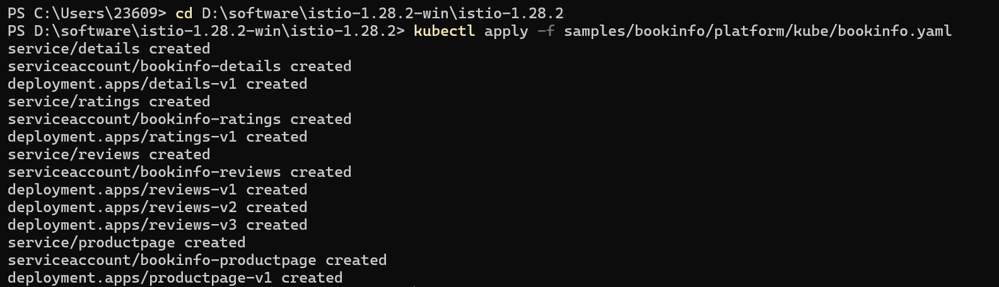 PS C:\Users\23609> cd D:\software\istio-1.28.2-win\istio-1.28.2
PS D:\software\istio-1.28.2-win\istio-1.28.2> kubectl apply -f samples/bookinfo/platform/kube/bookinfo.yaml
service/details created
serviceaccount/bookinfo-details created
deployment.apps/details-v1 created
service/ratings created
serviceaccount/bookinfo-ratings created
deployment.apps/ratings-v1 created
service/reviews created
serviceaccount/bookinfo-reviews created
deployment.apps/reviews-v1 created
deployment.apps/reviews-v2 created
deployment.apps/reviews-v3 created
service/productpage created
serviceaccount/bookinfo-productpage created
deployment.apps/productpage-v1 created